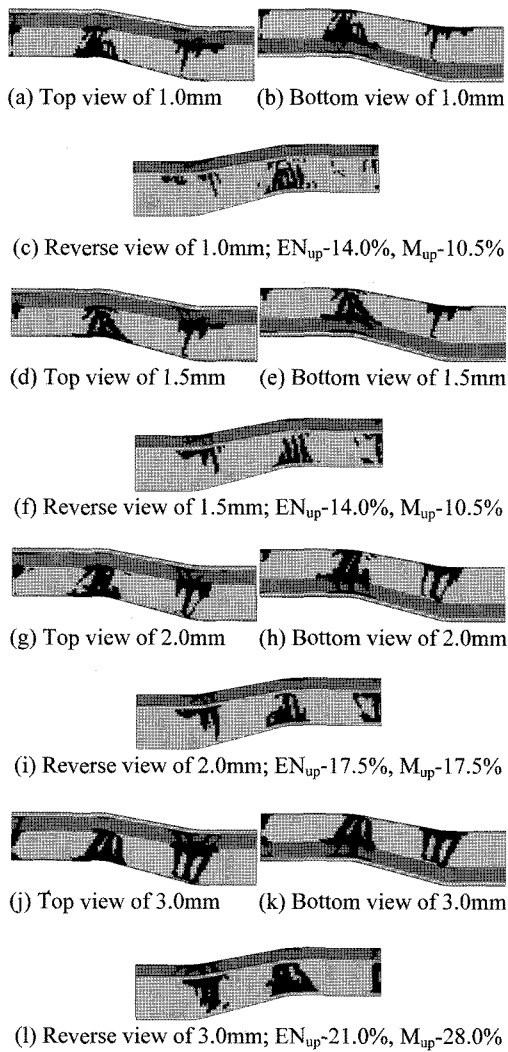 (a) Top view of 1.0mm
(b) Bottom view of 1.0mm
(c) Reverse view of 1.0mm; ENup-14.0%, Mup-10.5%
(d) Top view of 1.5mm
(e) Bottom view of 1.5mm
(f) Reverse view of 1.5mm; ENup-14.0%, Mup-10.5%
(g) Top view of 2.0mm
(h) Bottom view of 2.0mm
(i) Reverse view of 2.0mm; ENup-17.5%, Mup-17.5%
(j) Top view of 3.0mm
(k) Bottom view of 3.0mm
(l) Reverse view of 3.0mm; ENup-21.0%, Mup-28.0%